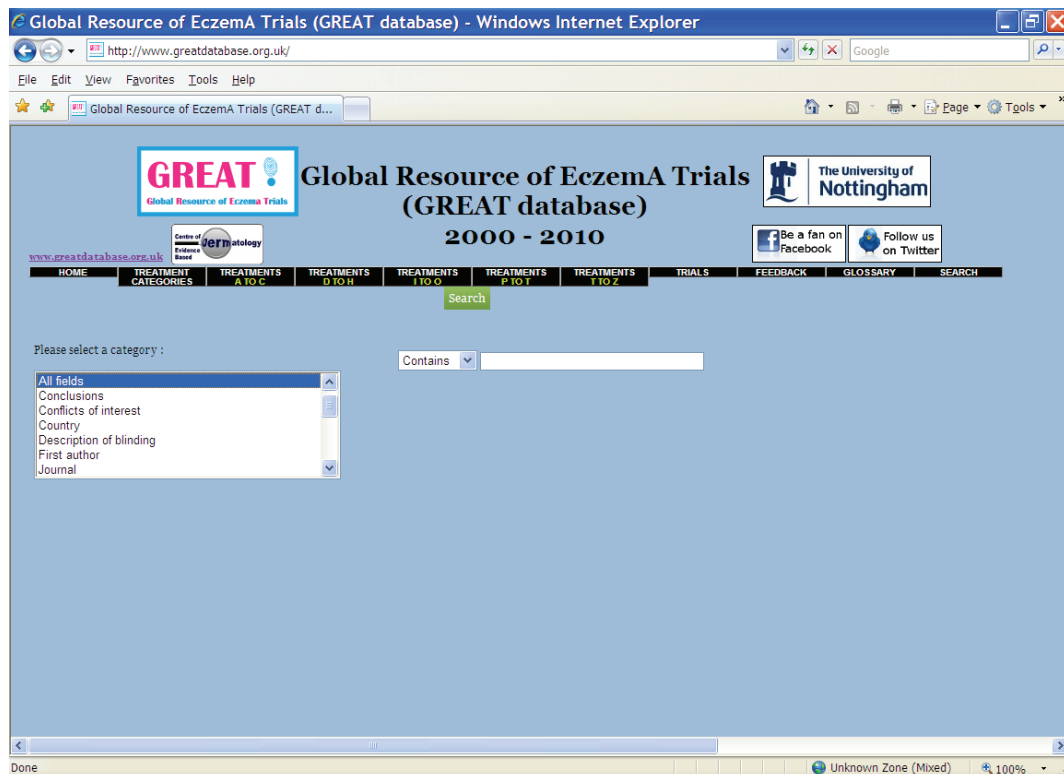 Global Resource of EczemA Trials (GREAT database) - Windows Internet Explorer
http://www.greatdatabase.org.uk/
Google
File Edit View Favorites Tools Help
Global Resource of EczemA Trials (GREAT d...
Page Tools »
GREAT
Global Resource of Eczema Trials
Global Resource of EczemA Trials
(GREAT database)
2000 - 2010
The University of
Nottingham
Centre of
Evidence
Based
Dermatology
Be a fan on
Facebook
Follow us
on Twitter
www.greatdatabase.org.uk
HOME
TREATMENT
CATEGORIES
TREATMENTS
A TO C
TREATMENTS
D TO H
TREATMENTS
I TO O
TREATMENTS
P TO T
TREATMENTS
T TO Z
TRIALS
FEEDBACK
GLOSSARY
SEARCH
Search
Please select a category :
Contains
All fields
Conclusions
Conflicts of interest
Country
Description of blinding
First author
Journal
Done
Unknown Zone (Mixed)
100%